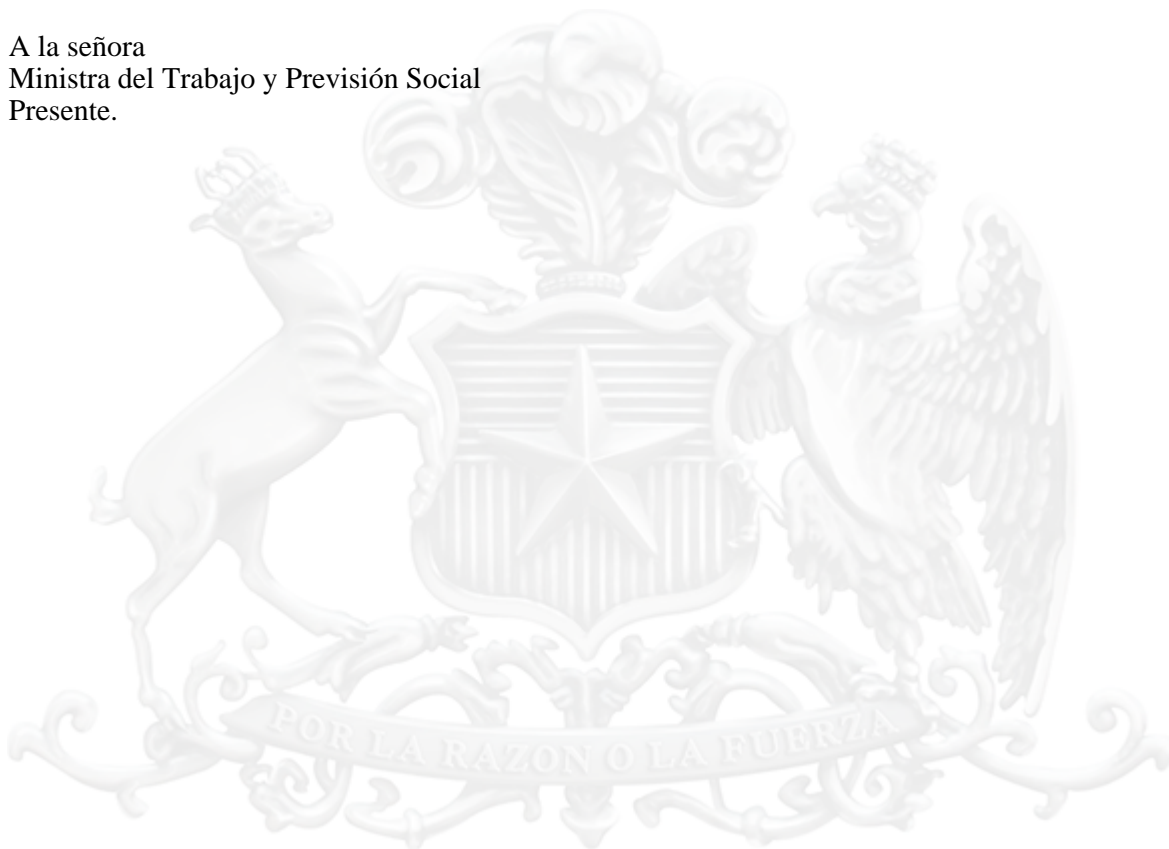 A la señora
Ministra del Trabajo y Previsión Social
Presente.
POR LA RAZON O LA FUERZA